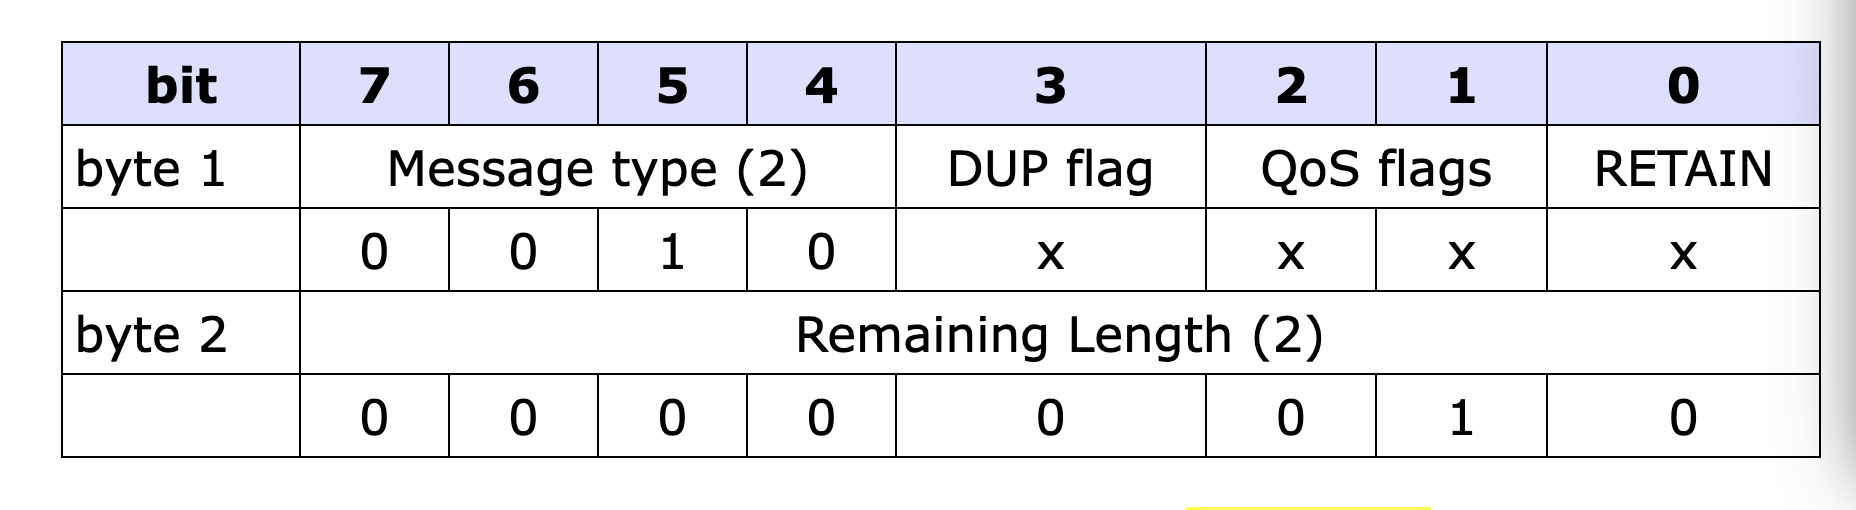 bit 7 6 5 4 3 2 1 0
byte 1 Message type (2) DUP flag QoS flags RETAIN
0 0 1 0 x x x x
byte 2 Remaining Length (2)
0 0 0 0 0 0 1 0